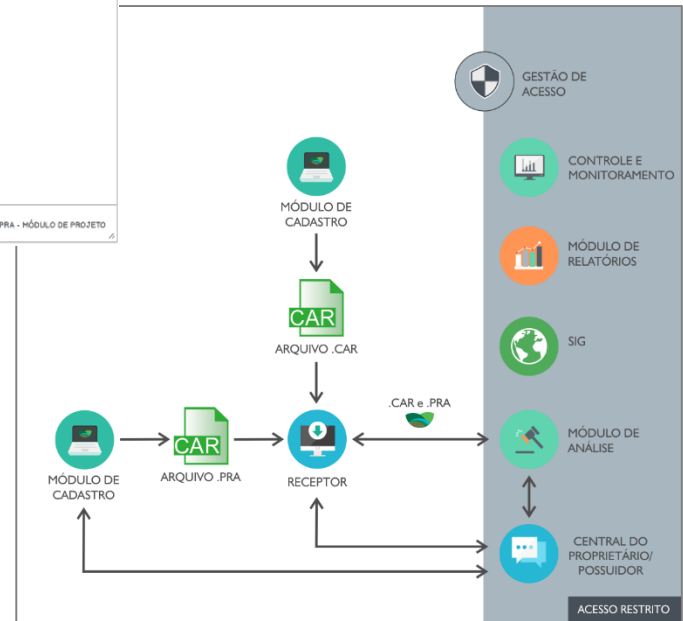 GESTÃO DE
ACESSO
CONTROLE E
MONITORAMENTO
MÓDULO DE
CADASTRO
PRA - MÓDULO DE PROJETO
MÓDULO DE
RELATÓRIOS
CAR
ARQUIVO .CAR
SIG
.CAR e .PRA
CAR
MÓDULO DE
ANÁLISE
MÓDULO DE
CADASTRO
ARQUIVO .PRA
RECEPTOR
CENTRAL DO
PROPRIETÁRIO/
POSSUIDOR
ACESSO RESTRITO